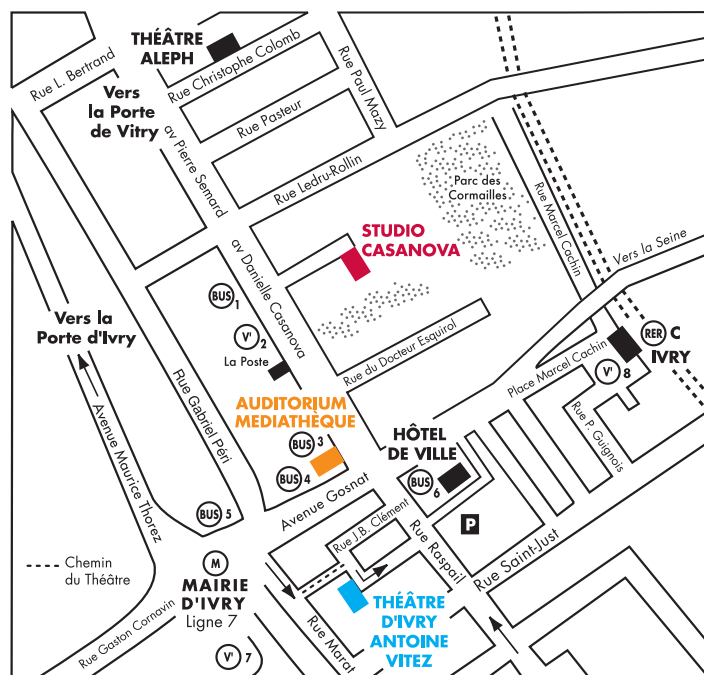 THÉÂTRE
ALEPH
Rue L. Bertrand
Rue Christophe Colomb
Rue Paul Mazy
Vers
la Porte
de Vitry
Rue Pasteur
av Pierre Semard
Rue Ledru-Rollin
Parc des
Cormailles
Rue Marcel Cachin
Vers la Seine
STUDIO
CASANOVA
av Danielle Casanova
BUS 1
V' 2
La Poste
Vers la
Porte d'Ivry
Rue du Docteur Esquirol
RER C
IVRY
Place Marcel Cachin
V' 8
Rue P. Guignois
Rue Gabriel Péri
Avenue Maurice Thorez
AUDITORIUM
MEDIATHÈQUE
BUS 3
BUS 4
HÔTEL
DE VILLE
BUS 6
BUS 5
Avenue Gosnat
Rue J.B. Clément
P
Rue Raspail
Rue Saint-Just
Chemin
du Théâtre
M
MAIRIE
D'IVRY
Ligne 7
Rue Gaston Cornavin
V' 7
Rue Marat
THÉÂTRE
D'IVRY
ANTOINE
VITEZ